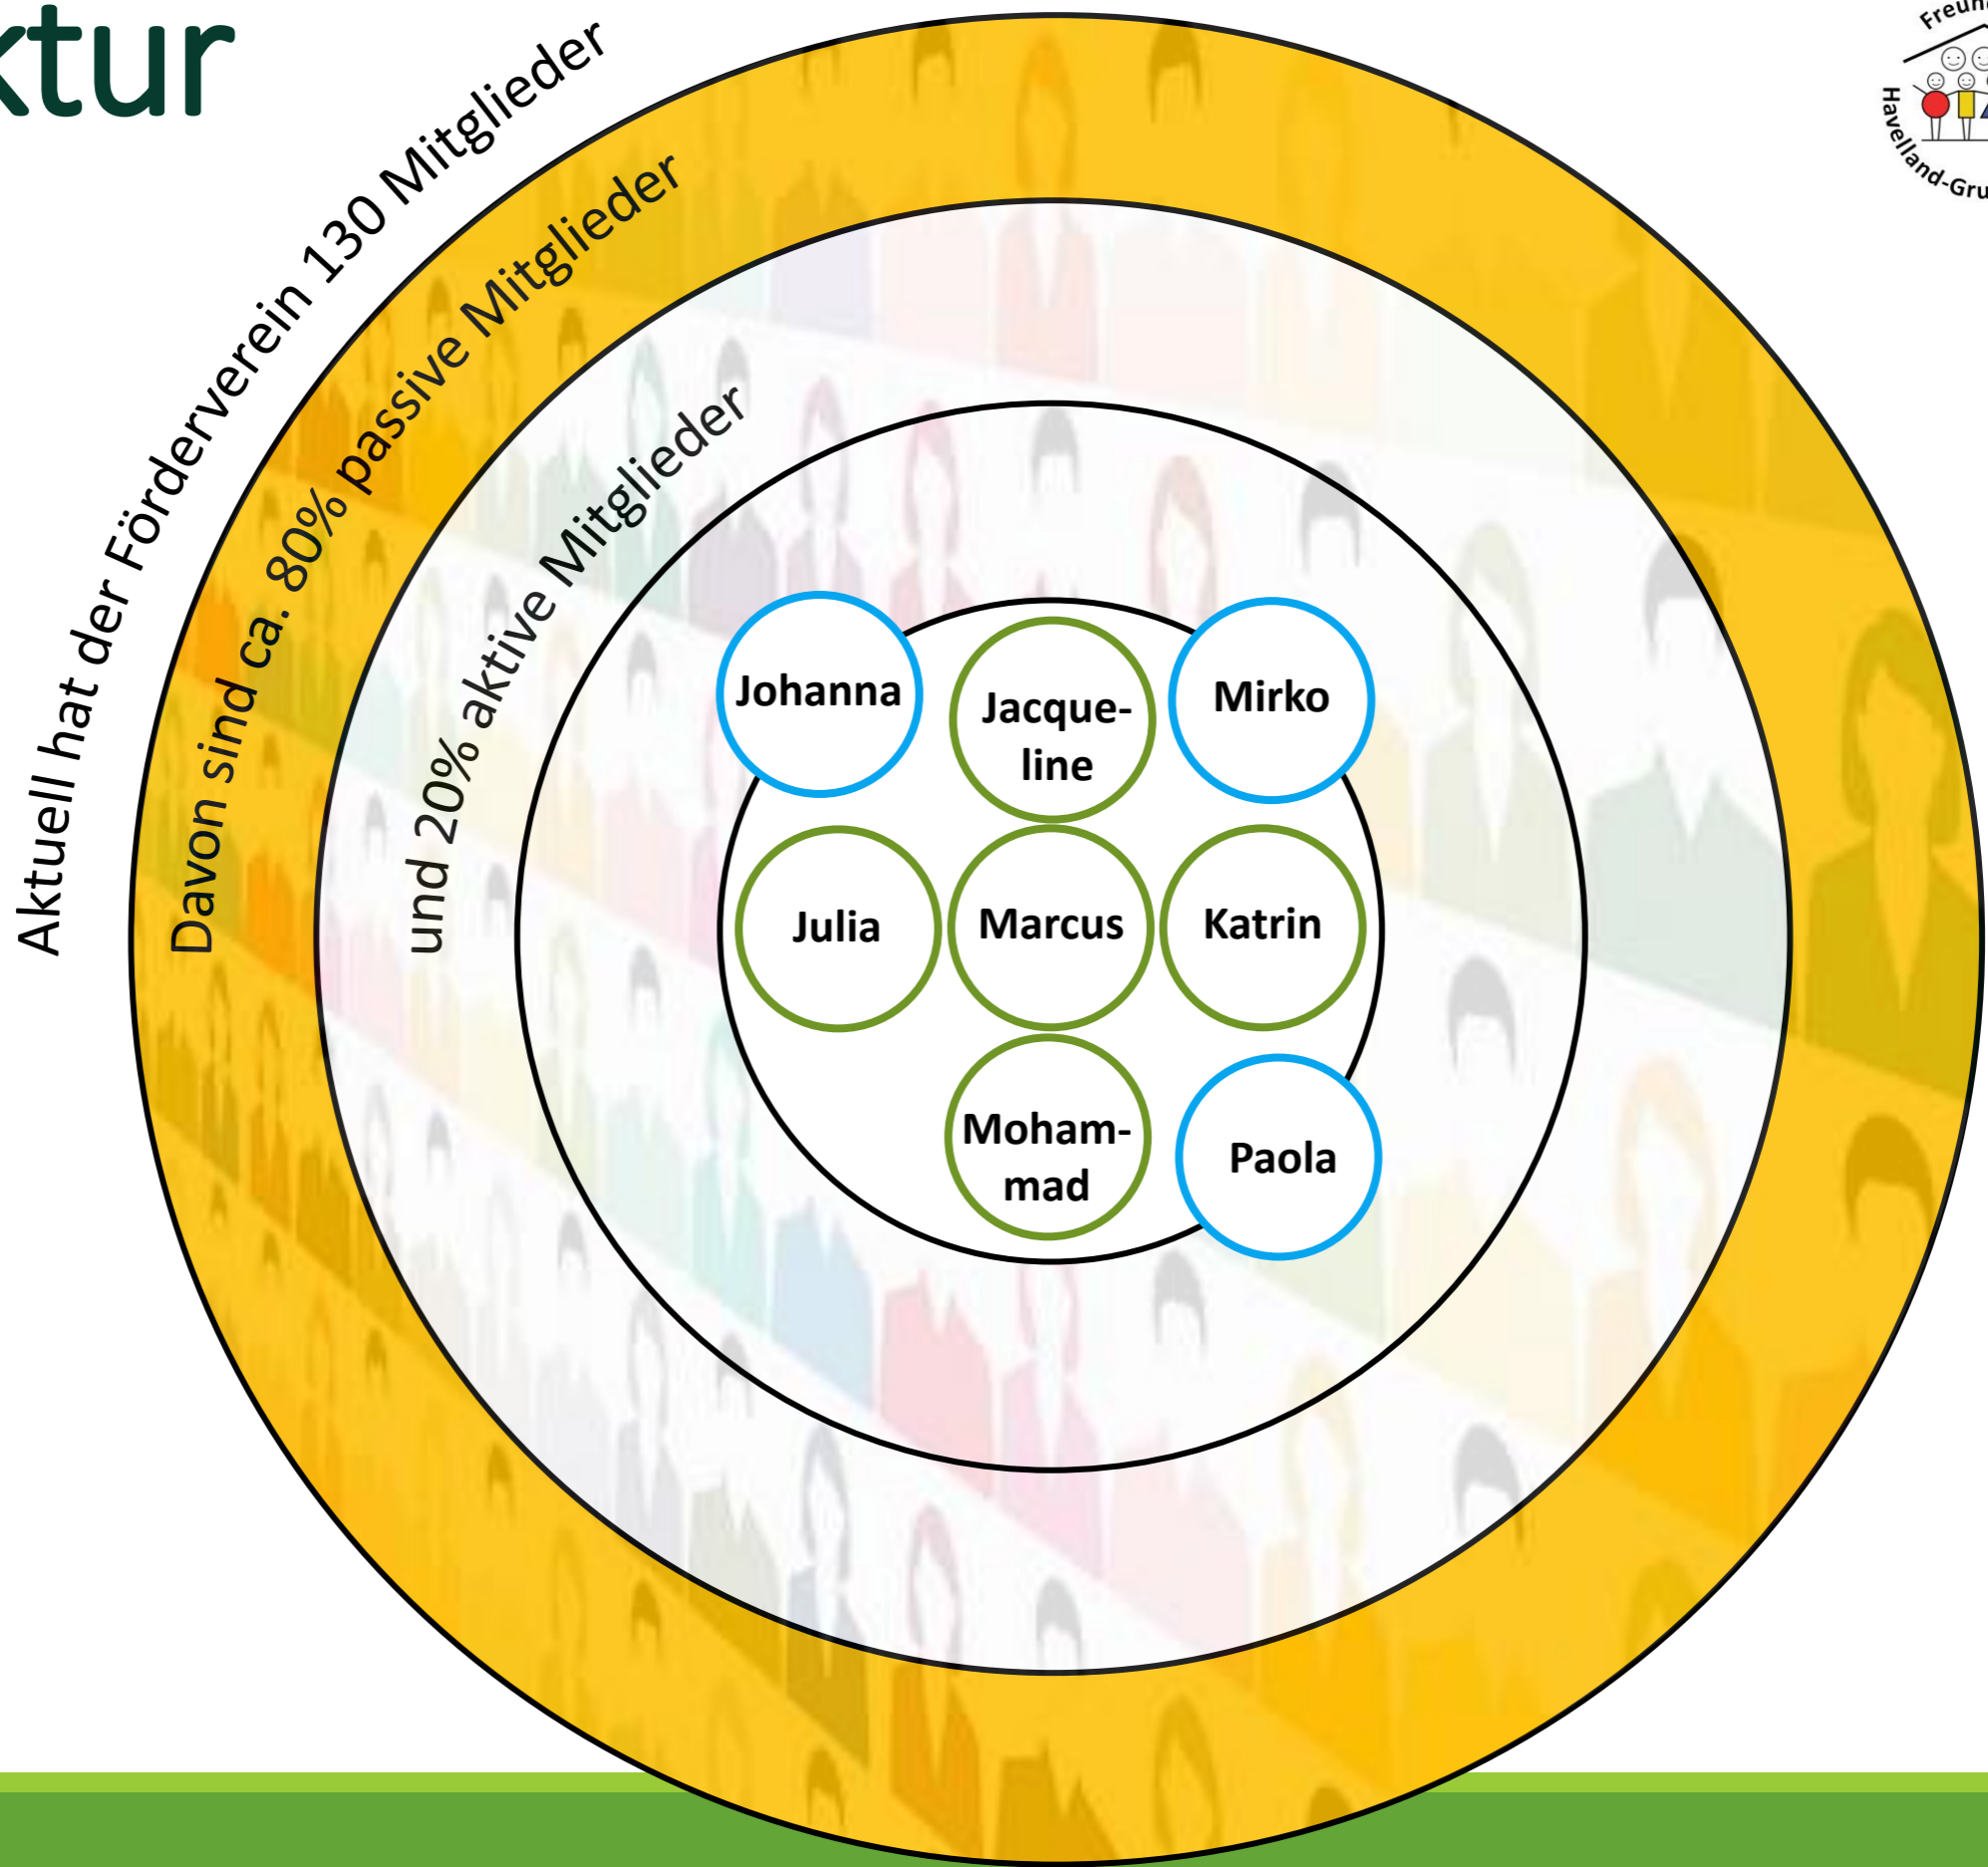 ktur
Aktuell hat der Förderverein 130 Mitglieder
Davon sind ca. 80% passive Mitglieder
und 20% aktive Mitglieder
Johanna
Jacque-
line
Mirko
Julia
Marcus
Katrin
Moham-
mad
Paola
Freun
Havelland-Gru